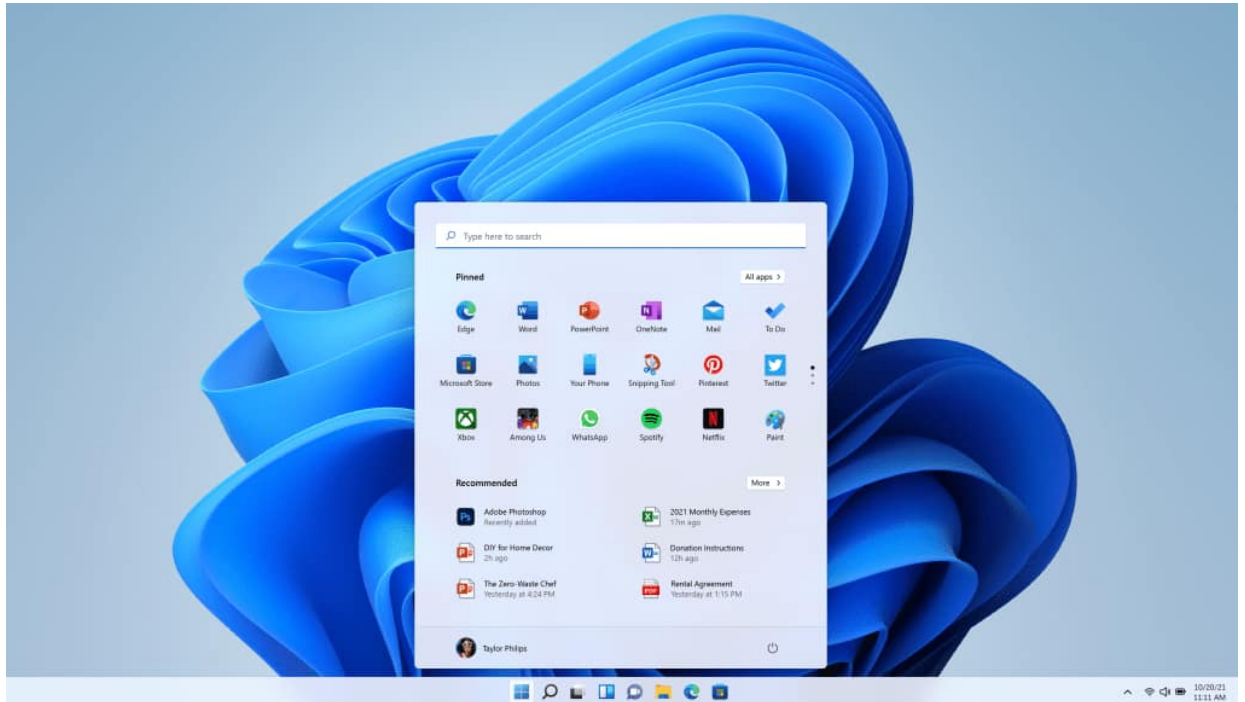 Type here to search
Pinned
All apps >
Edge
Word
PowerPoint
OneNote
Mail
To Do
Microsoft Store
Photos
Your Phone
Snipping Tool
Pinterest
Twitter
Xbox
Among Us
WhatsApp
Spotify
Netflix
Paint
Recommended
More >
Adobe Photoshop
Recently added
2021 Monthly Expenses
17m ago
DIY for Home Decor
2h ago
Donation Instructions
12h ago
The Zero-Waste Chef
Yesterday at 4:24 PM
Rental Agreement
Yesterday at 1:15 PM
Taylor Philips
10/20/21
11:11 AM